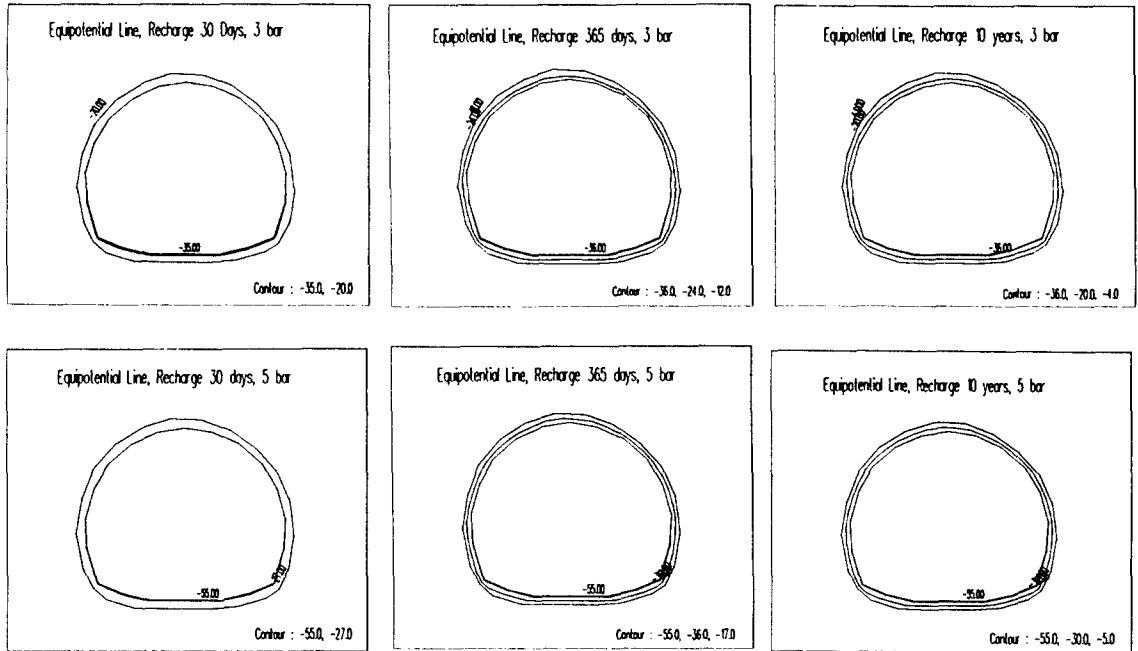 Equipotential Line, Recharge 30 Days, 3 bar
-70.00
-35.00
Contour : -35.0, -20.0
Equipotential Line, Recharge 365 days, 3 bar
-36.00
Contour : -36.0, -24.0, -12.0
Equipotential Line, Recharge 10 years, 3 bar
-36.00
Contour : -36.0, -20.0, -4.0
Equipotential Line, Recharge 30 days, 5 bar
-27.00
-55.00
Contour : -55.0, -27.0
Equipotential Line, Recharge 365 days, 5 bar
-55.00
Contour : -55.0, -36.0, -17.0
Equipotential Line, Recharge 10 years, 5 bar
-55.00
Contour : -55.0, -30.0, -5.0